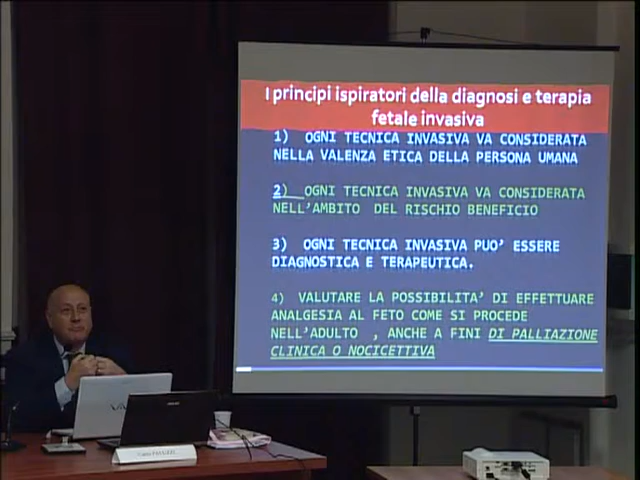 I principi ispiratori della diagnosi e terapia
fetale invasiva
1) OGNI TECNICA INVASIVA VA CONSIDERATA
NELLA VALENZA ETICA DELLA PERSONA UMANA
2) OGNI TECNICA INVASIVA VA CONSIDERATA
NELL'AMBITO DEL RISCHIO BENEFICIO
3) OGNI TECNICA INVASIVA PUO' ESSERE
DIAGNOSTICA E TERAPEUTICA.
4) VALUTARE LA POSSIBILITA' DI EFFETTUARE
ANALGESIA AL FETO COME SI PROCEDE
NELL'ADULTO , ANCHE A FINI DI PALLIAZIONE
CLINICA O NOCICETTIVA